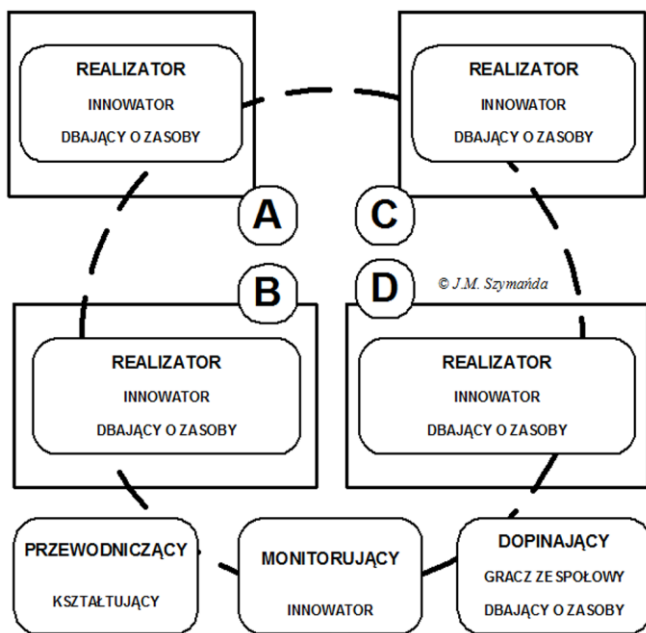 REALIZATOR
INNOWATOR
DBAJĄCY O ZASOBY
REALIZATOR
INNOWATOR
DBAJĄCY O ZASOBY
A
C
B
D
© J.M. Szymańda
REALIZATOR
INNOWATOR
DBAJĄCY O ZASOBY
REALIZATOR
INNOWATOR
DBAJĄCY O ZASOBY
PRZEWODNICZĄCY
KSZTAŁTUJĄCY
MONITORUJĄCY
INNOWATOR
DOPINAJĄCY
GRACZ ZESPOŁOWY
DBAJĄCY O ZASOBY